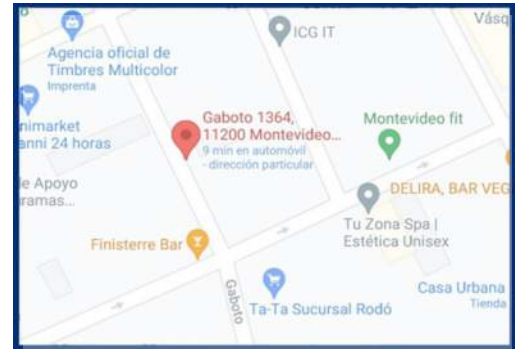 Vásq
ICG IT
Agencia oficial de
Timbres Multicolor
Imprenta
nimarket
anni 24 horas
Gaboto 1364,
11200 Montevideo...
9 min en automóvil
- dirección particular
Montevideo fit
e Apoyo
ramas...
DELIRA, BAR VEG
Tu Zona Spa |
Estética Unisex
Finisterre Bar
Gaboto
Ta-Ta Sucursal Rodó
Casa Urbana
Tienda